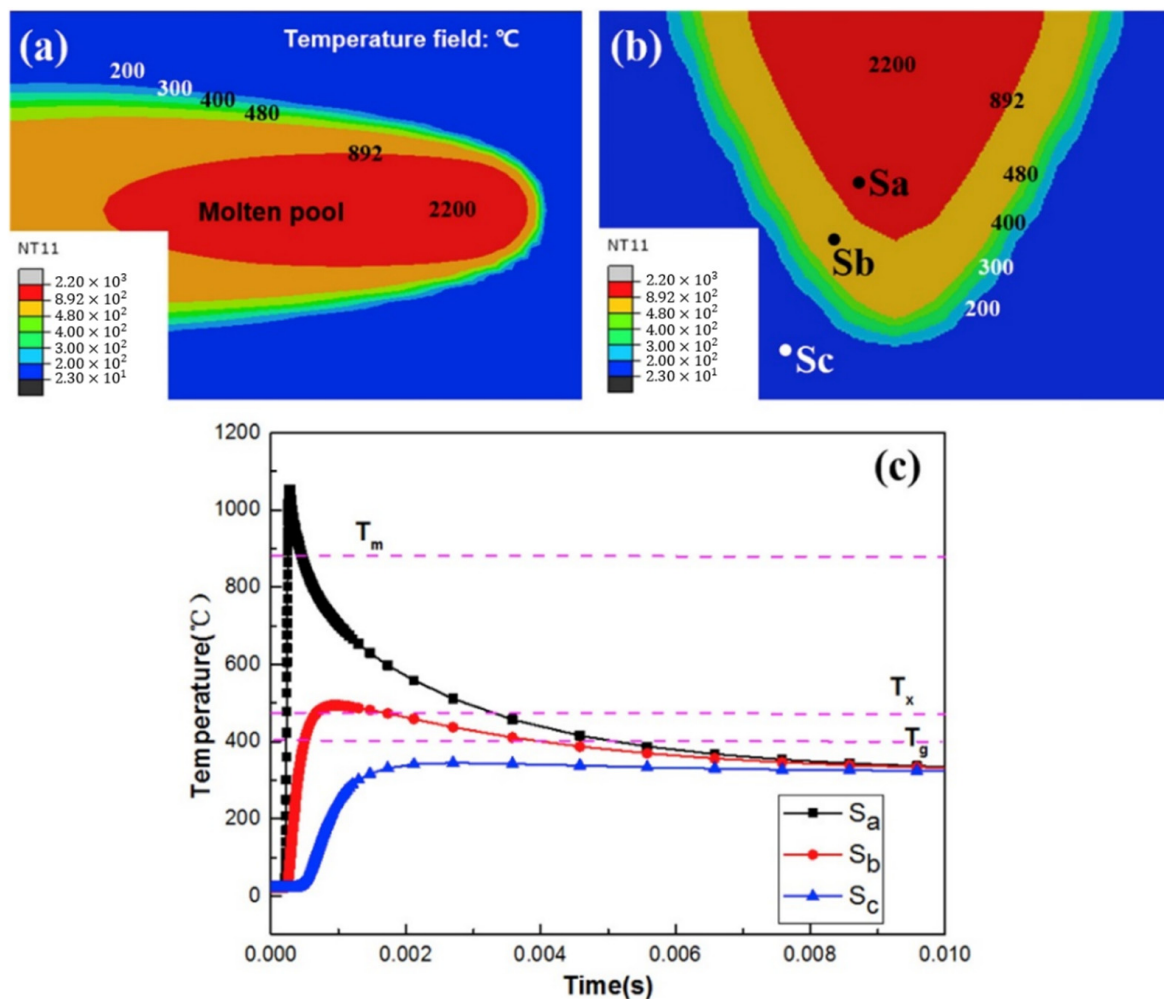 (a)
Temperature field: ℃
200
300
400
480
892
Molten pool
2200
NT11
2.20 × 10³
8.92 × 10²
4.80 × 10²
4.00 × 10²
3.00 × 10²
2.00 × 10²
2.30 × 10¹
(b)
2200
892
Sa
480
Sb
400
300
200
Sc
NT11
2.20 × 10³
8.92 × 10²
4.80 × 10²
4.00 × 10²
3.00 × 10²
2.00 × 10²
2.30 × 10¹
(c)
1200
1000
800
600
400
200
0
Temperature(℃)
Tm
Tx
Tg
Sa
Sb
Sc
0.000 0.002 0.004 0.006 0.008 0.010
Time(s)